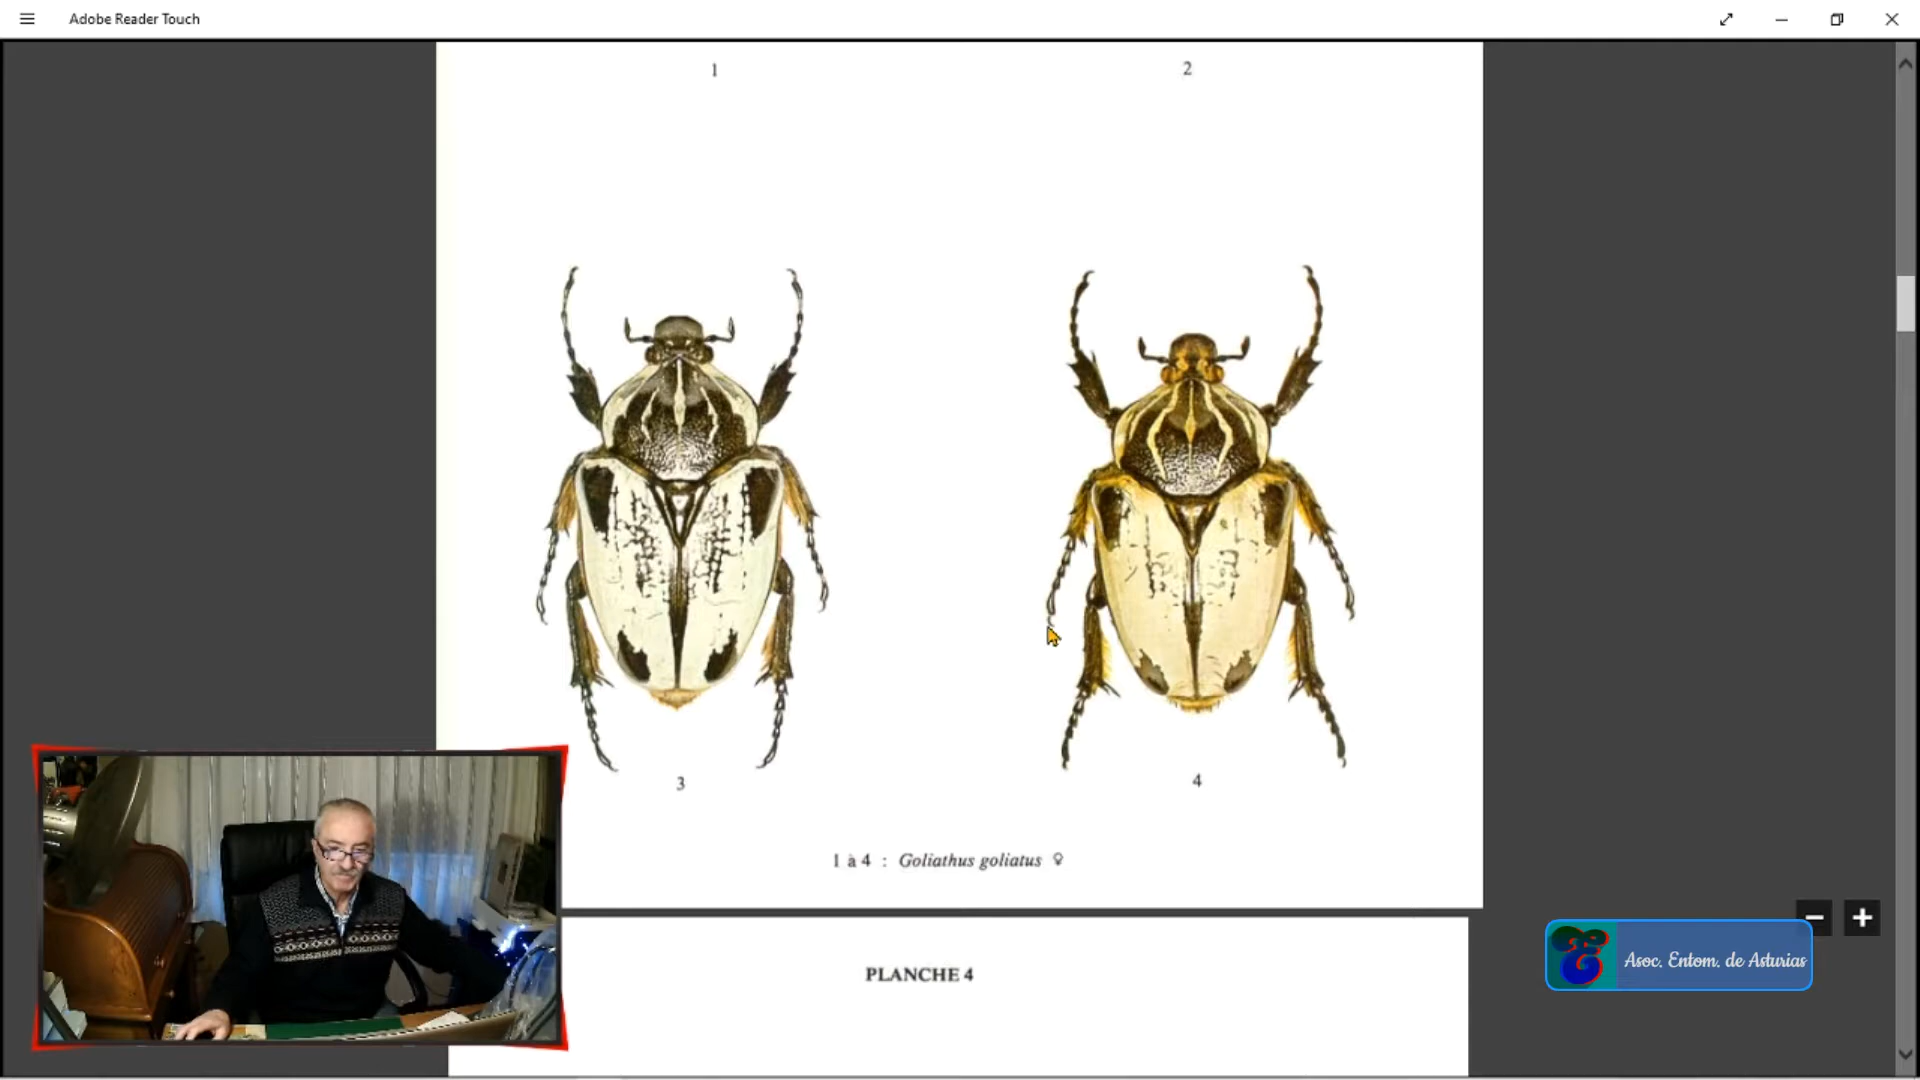 Adobe Reader Touch
1
2
3
4
1 à 4 : Goliathus goliatus ♀
PLANCHE 4
Asoc. Entom. de Asturias